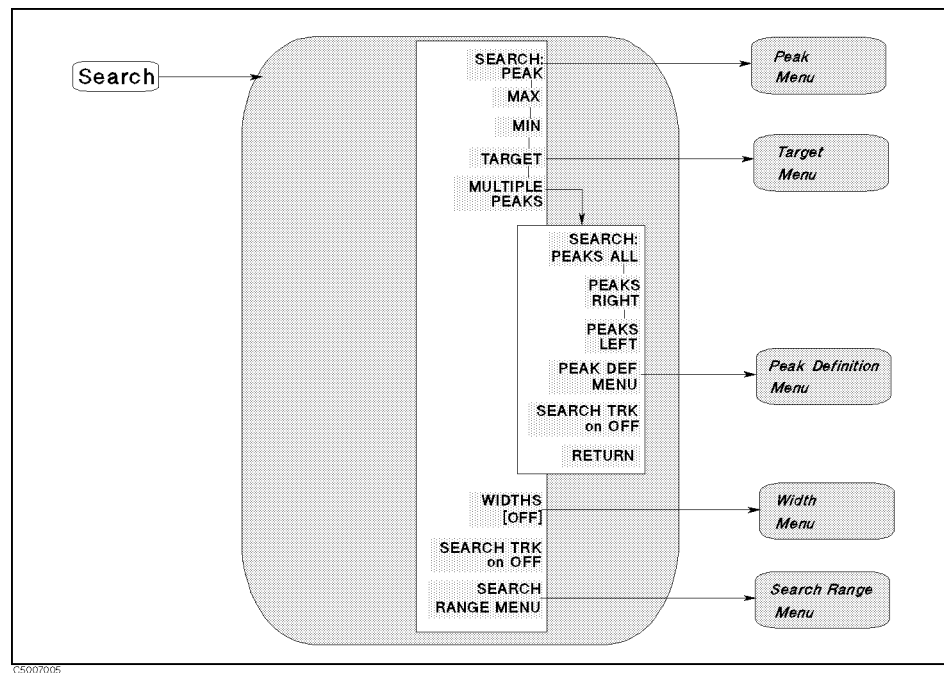 Search
SEARCH:
PEAK
MAX
MIN
TARGET
MULTIPLE
PEAKS
SEARCH:
PEAKS ALL
PEAKS
RIGHT
PEAKS
LEFT
PEAK DEF
MENU
SEARCH TRK
on OFF
RETURN
WIDTHS
[OFF]
SEARCH TRK
on OFF
SEARCH
RANGE MENU
Peak
Menu
Target
Menu
Peak Definition
Menu
Width
Menu
Search Range
Menu
C5007005